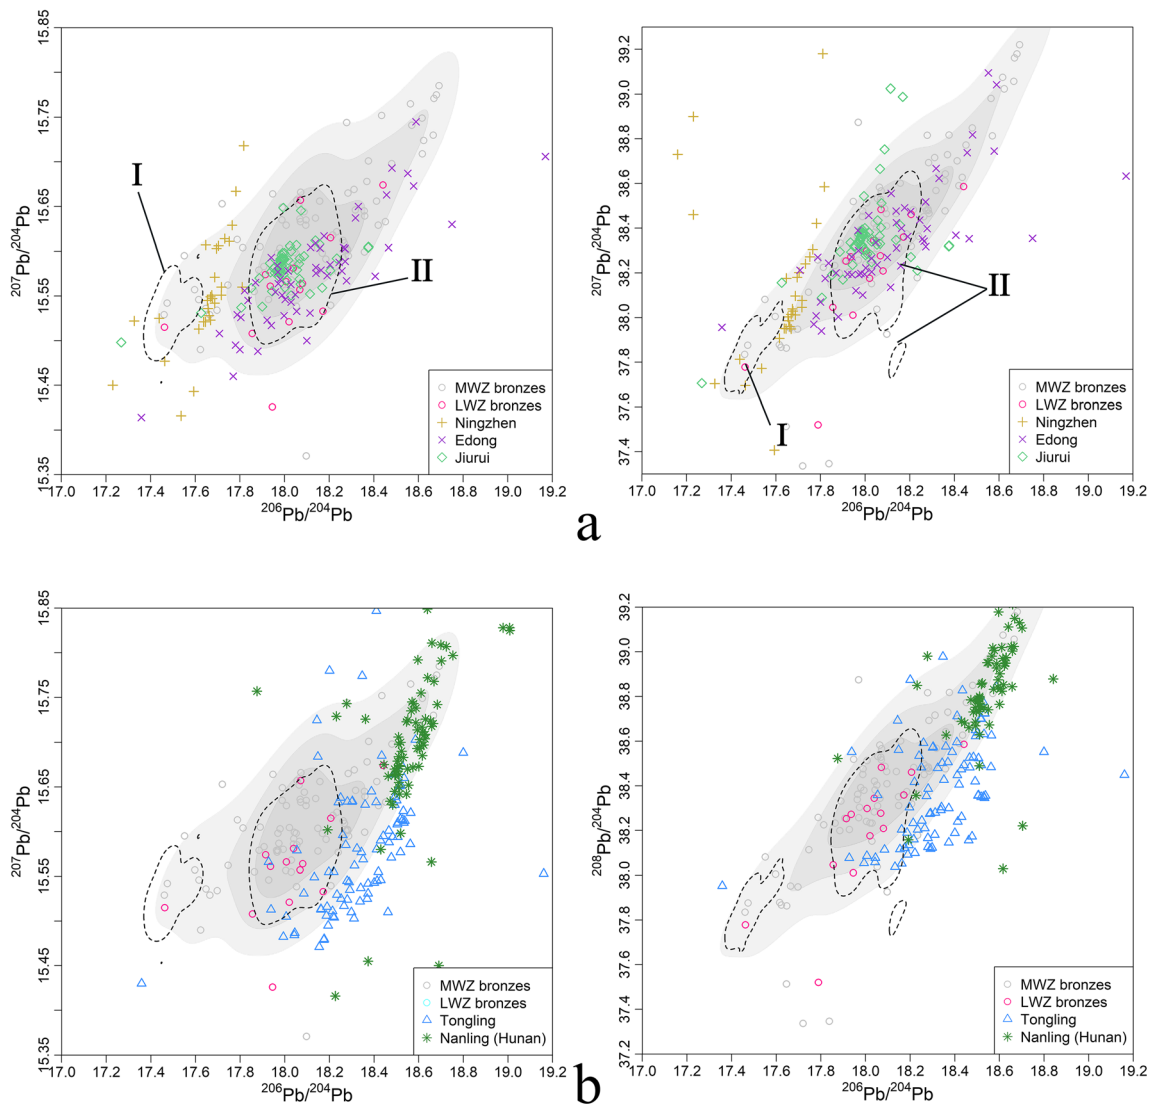 15.35 15.45 15.55 15.65 15.75 15.85
207Pb/204Pb
I
II
MWZ bronzes
LWZ bronzes
Ningzhen
Edong
Jiurui
17.0 17.2 17.4 17.6 17.8 18.0 18.2 18.4 18.6 18.8 19.0 19.2
206Pb/204Pb
37.4 37.6 37.8 38.0 38.2 38.4 38.6 38.8 39.0 39.2
207Pb/204Pb
II
I
MWZ bronzes
LWZ bronzes
Ningzhen
Edong
Jiurui
17.0 17.2 17.4 17.6 17.8 18.0 18.2 18.4 18.6 18.8 19.0 19.2
206Pb/204Pb
a
15.35 15.45 15.55 15.65 15.75 15.85
207Pb/204Pb
MWZ bronzes
LWZ bronzes
Tongling
Nanling (Hunan)
17.0 17.2 17.4 17.6 17.8 18.0 18.2 18.4 18.6 18.8 19.0 19.2
206Pb/204Pb
37.2 37.4 37.6 37.8 38.0 38.2 38.4 38.6 38.8 39.0 39.2
208Pb/204Pb
MWZ bronzes
LWZ bronzes
Tongling
Nanling (Hunan)
17.0 17.2 17.4 17.6 17.8 18.0 18.2 18.4 18.6 18.8 19.0 19.2
206Pb/204Pb
b